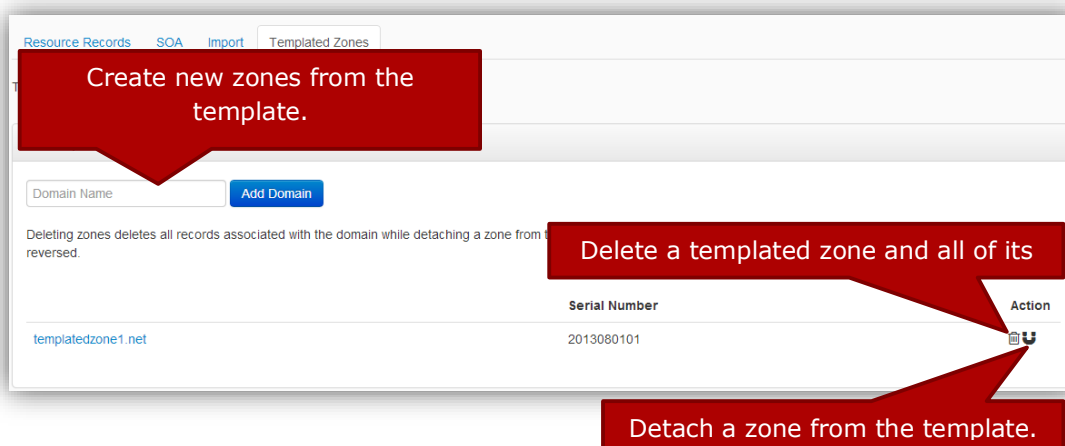 Resource Records SOA Import Templated Zones
Create new zones from the
template.
Domain Name Add Domain
Deleting zones deletes all records associated with the domain while detaching a zone from
reversed.
Delete a templated zone and all of its
Serial Number Action
templatedzone1.net 2013080101
Detach a zone from the template.